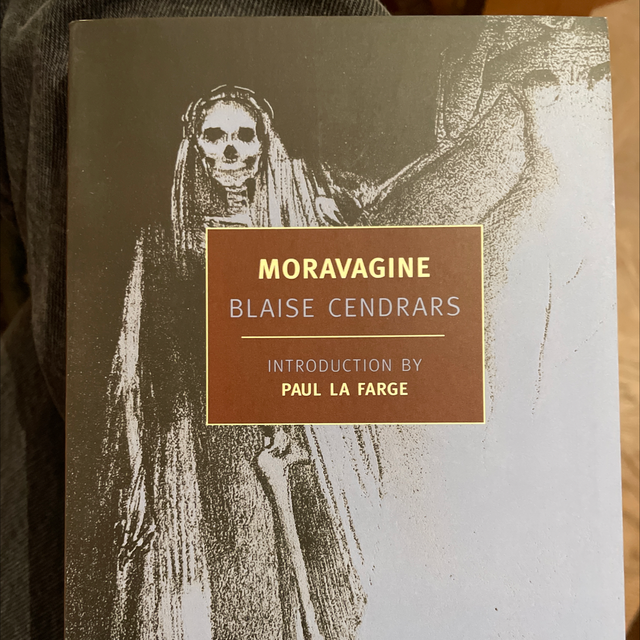 MORAVAGINE
BLAISE CENDRARS
INTRODUCTION BY
PAUL LA FARGE